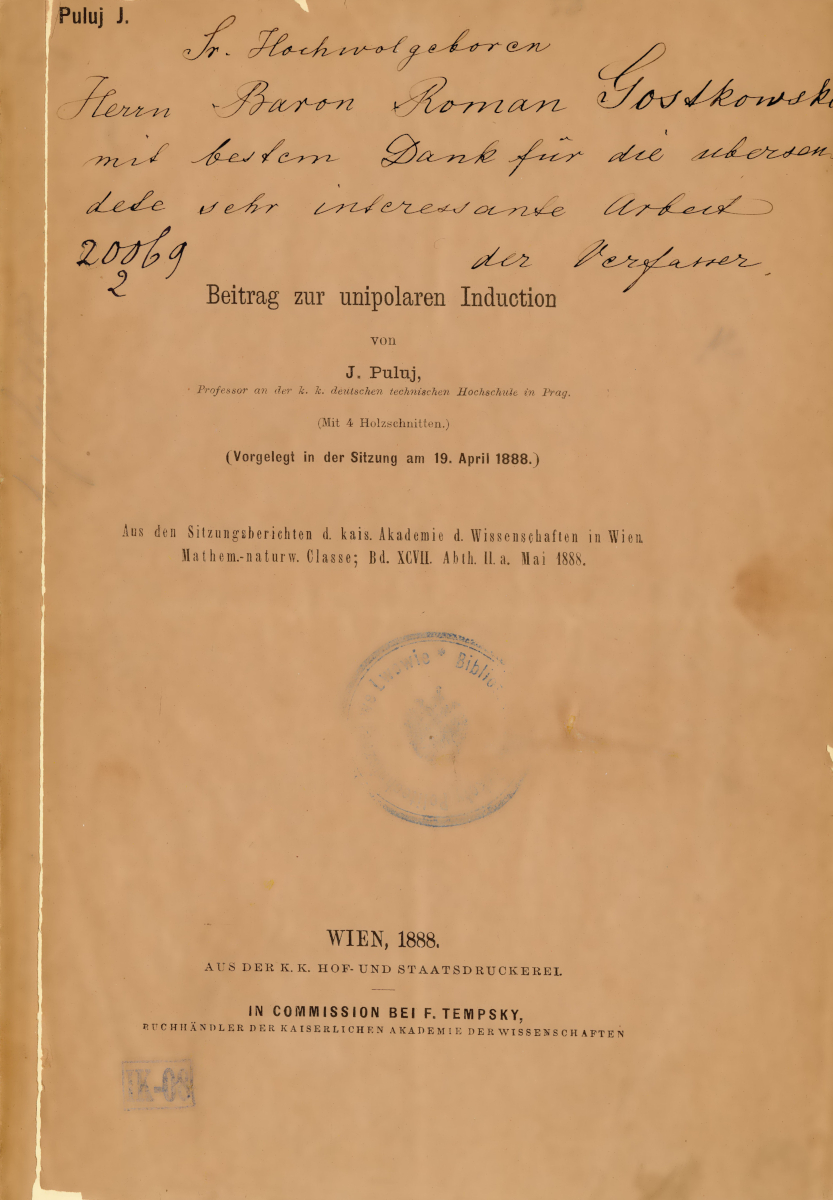 Puluj J.
Sr. Hochwolgeboren
Herrn Baron Roman Gostkowski
mit bestem Dank für die übersen
dete sehr interessante Arbeit
20069
2
der Verfasser.
Beitrag zur unipolaren Induction
von
J. Puluj,
Professor an der k. k. deutschen technischen Hochschule in Prag.
(Mit 4 Holzschnitten.)
(Vorgelegt in der Sitzung am 19. April 1888.)
Aus den Sitzungsberichten d. kais. Akademie d. Wissenschaften in Wien.
Mathem.-naturw. Classe; Bd. XCVII. Abth. II. a. Mai 1888.
Lwowie * Biblio
WIEN, 1888.
AUS DER K. K. HOF- UND STAATSDRUCKEREI.
IN COMMISSION BEI F. TEMPSKY,
BUCHHÄNDLER DER KAISERLICHEN AKADEMIE DER WISSENSCHAFTEN